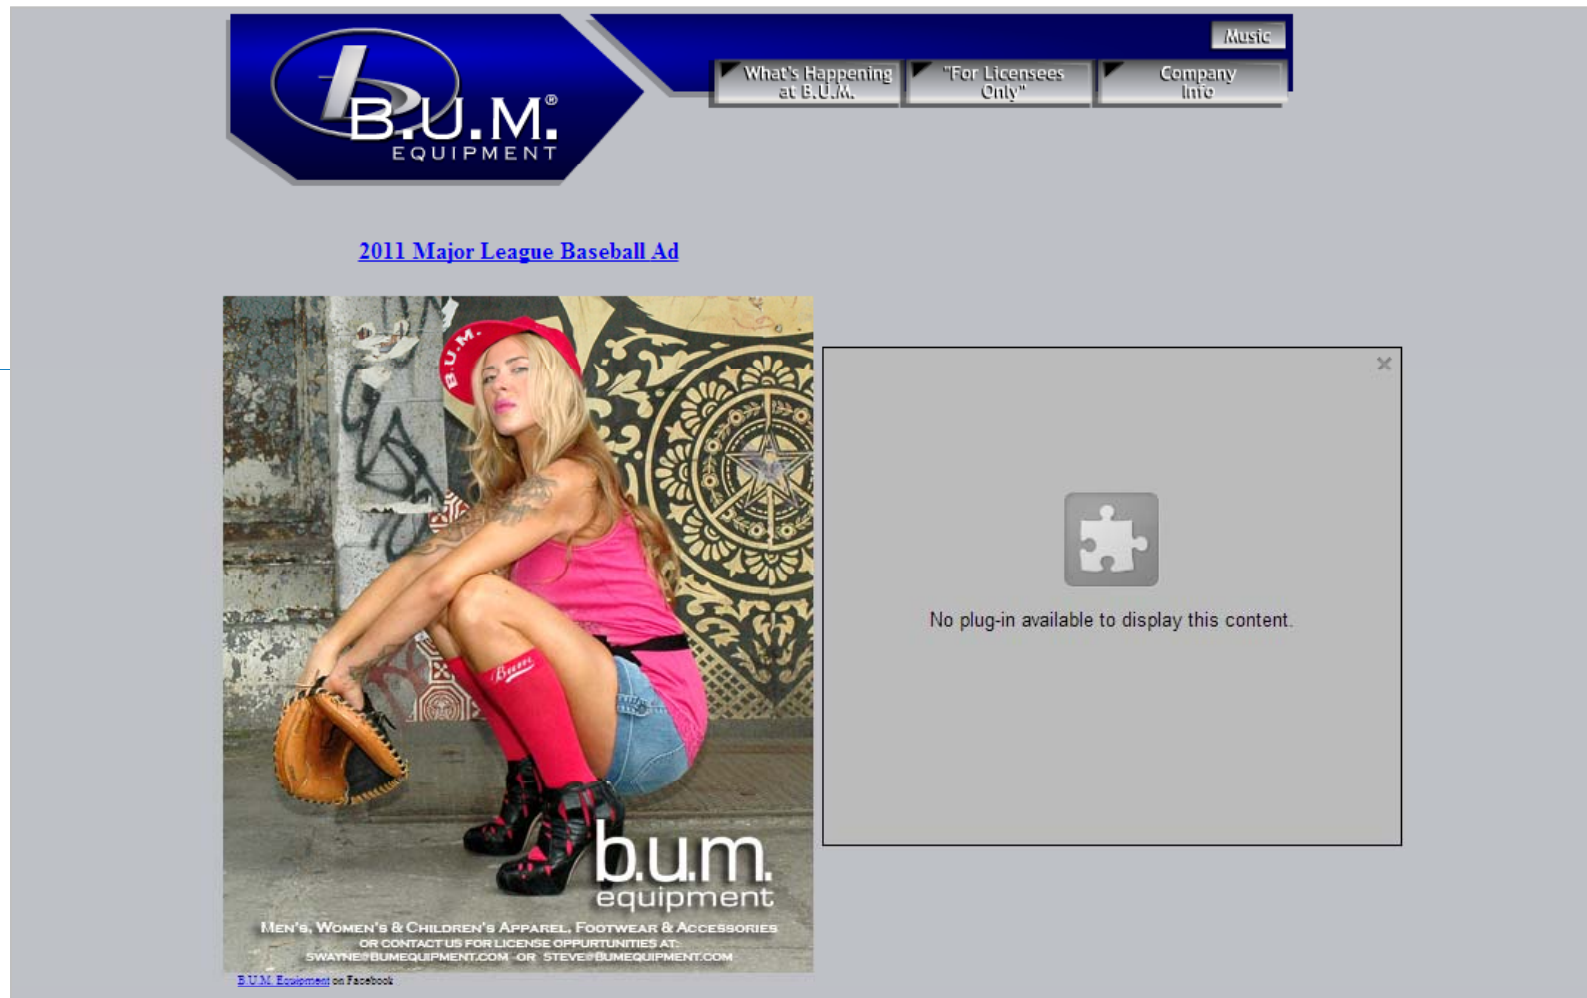 Music
What's Happening
at B.U.M.
"For Licensees
Only"
Company
Info
B.U.M.®
EQUIPMENT
2011 Major League Baseball Ad
B.U.M.
Bum
No plug-in available to display this content.
b.u.m.
equipment
MEN'S, WOMEN'S & CHILDREN'S APPAREL, FOOTWEAR & ACCESSORIES
OR CONTACT US FOR LICENSE OPPURTUNITIES AT:
SWAYNE@BUMEQUIPMENT.COM OR STEVE@BUMEQUIPMENT.COM
B.U.M. Equipment on Facebook